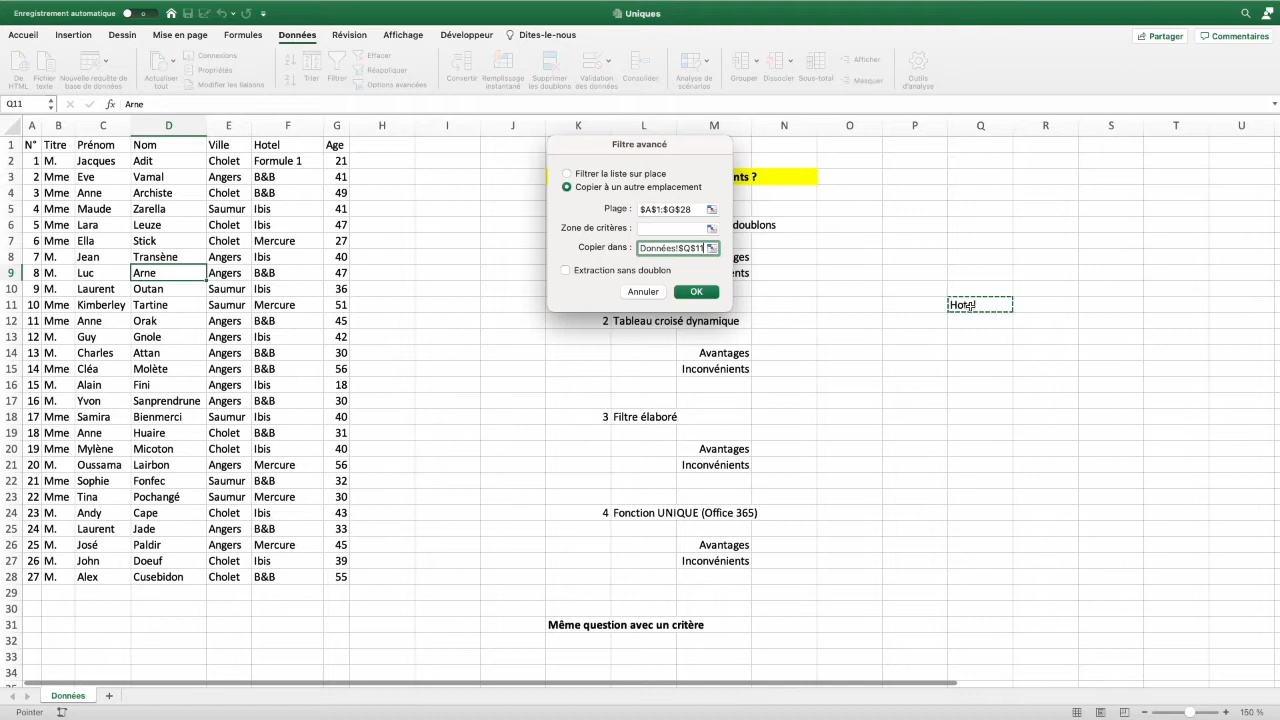 Enregistrement automatique
Uniques
Accueil Insertion Dessin Mise en page Formules Données Révision Affichage Développeur Dites-le-nous Partager Commentaires
De HTML
Fichier texte
Nouvelle requête de base de données
Connexions
Propriétés
Modifier les liaisons
Actualiser tout
Trier
Filtrer
Effacer
Réappliquer
Options avancées
Convertir
Remplissage instantané
Supprimer les doublons
Validation des données
Consolider
Analyse de scénarios
Grouper
Dissocier
Sous-total
Afficher
Masquer
Outils d'analyse
Q11 fx Arne
A B C D E F G H I J K L M N O P Q R S T U
1 N° Titre Prénom Nom Ville Hotel Age
2 1 M. Jacques Adit Cholet Formule 1 21
3 2 Mme Eve Vamal Angers B&B 41 nts ?
4 3 Mme Anne Archiste Cholet B&B 49
5 4 Mme Maude Zarella Saumur Ibis 41
6 5 Mme Lara Leuze Cholet Ibis 47 doublons
7 6 Mme Ella Stick Cholet Mercure 27
8 7 M. Jean Transène Angers Ibis 40 ges
9 8 M. Luc Arne Angers B&B 47 nts
10 9 M. Laurent Outan Saumur Ibis 36
11 10 Mme Kimberley Tartine Saumur Mercure 51
12 11 Mme Anne Orak Angers B&B 45 2 Tableau croisé dynamique
13 12 M. Guy Gnole Angers Ibis 42
14 13 M. Charles Attan Angers B&B 30 Avantages
15 14 Mme Cléa Molète Angers B&B 56 Inconvénients
16 15 M. Alain Fini Angers Ibis 18
17 16 M. Yvon Sanprendrune Angers B&B 30
18 17 Mme Samira Bienmerci Saumur Ibis 40 3 Filtre élaboré
19 18 Mme Anne Huaire Cholet B&B 31
20 19 Mme Mylène Micoton Cholet Ibis 40 Avantages
21 20 M. Oussama Lairbon Angers Mercure 56 Inconvénients
22 21 Mme Sophie Fonfec Saumur B&B 32
23 22 Mme Tina Pochangé Saumur Mercure 30
24 23 M. Andy Cape Cholet Ibis 43 4 Fonction UNIQUE (Office 365)
25 24 M. Laurent Jade Angers B&B 33
26 25 M. José Paldir Angers Mercure 45 Avantages
27 26 M. John Doeuf Cholet Ibis 39 Inconvénients
28 27 M. Alex Cusebidon Cholet B&B 55
29
30
31 Même question avec un critère
32
33
34
Filtre avancé
Filtrer la liste sur place
Copier à un autre emplacement
Plage : $A$1:$G$28
Zone de critères :
Copier dans : Données!$Q$11
Extraction sans doublon
Annuler OK
Données +
Pointer
150 %